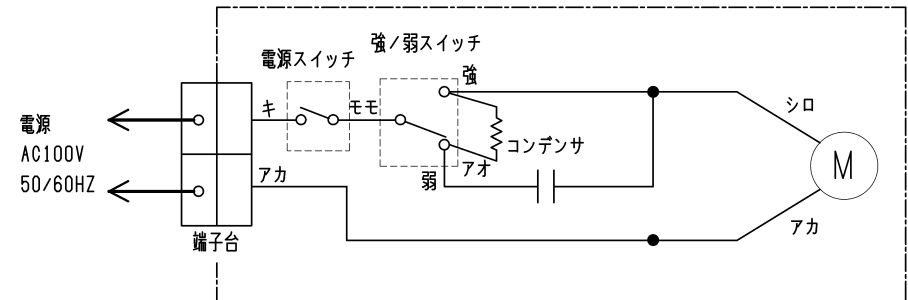 電源スイッチ
強/弱スイッチ
強
キ
モモ
シロ
電源
AC100V
50/60HZ
コンデンサ
M
アカ
アオ
弱
アカ
端子台